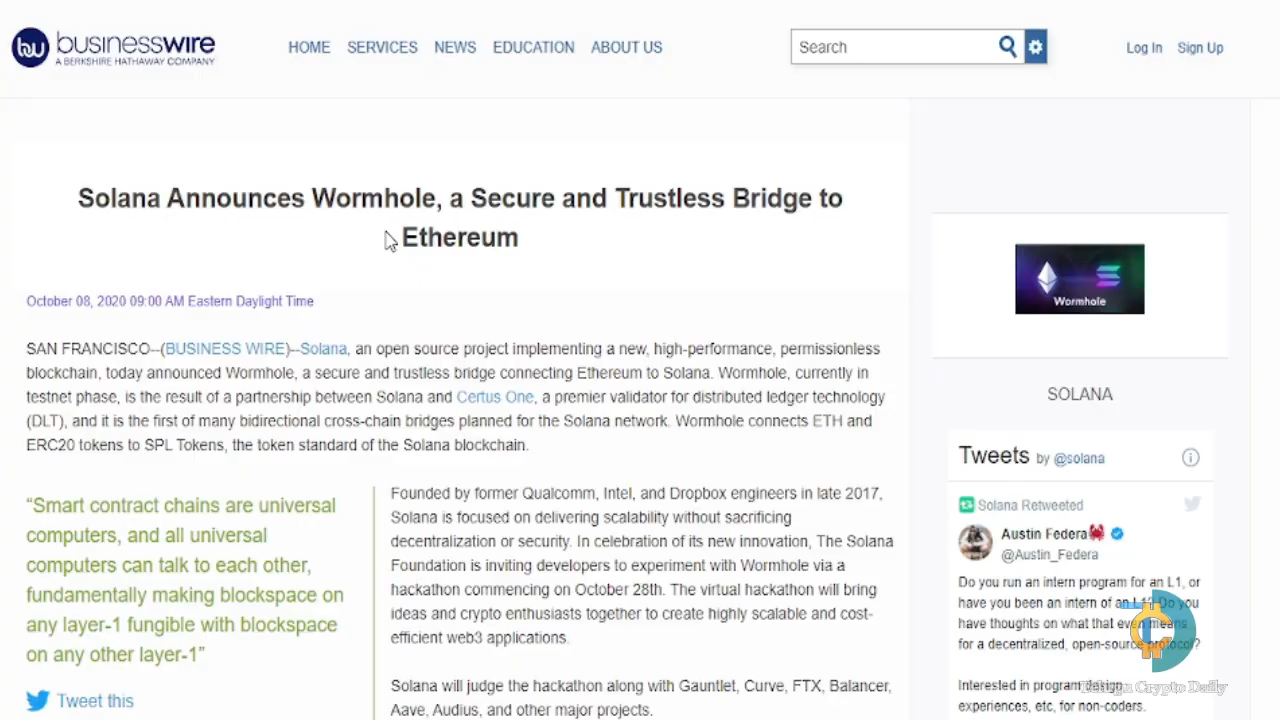 businesswire
A BERKSHIRE HATHAWAY COMPANY
HOME SERVICES NEWS EDUCATION ABOUT US
Search
Log In Sign Up
Solana Announces Wormhole, a Secure and Trustless Bridge to
Ethereum
October 08, 2020 09:00 AM Eastern Daylight Time
SAN FRANCISCO--(BUSINESS WIRE)--Solana, an open source project implementing a new, high-performance, permissionless
blockchain, today announced Wormhole, a secure and trustless bridge connecting Ethereum to Solana. Wormhole, currently in
testnet phase, is the result of a partnership between Solana and Certus One, a premier validator for distributed ledger technology
(DLT), and it is the first of many bidirectional cross-chain bridges planned for the Solana network. Wormhole connects ETH and
ERC20 tokens to SPL Tokens, the token standard of the Solana blockchain.
“Smart contract chains are universal
computers, and all universal
computers can talk to each other,
fundamentally making blockspace on
any layer-1 fungible with blockspace
on any other layer-1”
Tweet this
Founded by former Qualcomm, Intel, and Dropbox engineers in late 2017,
Solana is focused on delivering scalability without sacrificing
decentralization or security. In celebration of its new innovation, The Solana
Foundation is inviting developers to experiment with Wormhole via a
hackathon commencing on October 28th. The virtual hackathon will bring
ideas and crypto enthusiasts together to create highly scalable and cost-
efficient web3 applications.
Solana will judge the hackathon along with Gauntlet, Curve, FTX, Balancer,
Aave, Audius, and other major projects.
Wormhole
SOLANA
Tweets by @solana
Solana Retweeted
Austin Federa
@Austin_Federa
Do you run an intern program for an L1, or
have you been an intern of an L1? Do you
have thoughts on what that even means
for a decentralized, open-source protocol?
Interested in program design,
experiences, etc, for non-coders.
Telugu Crypto Daily